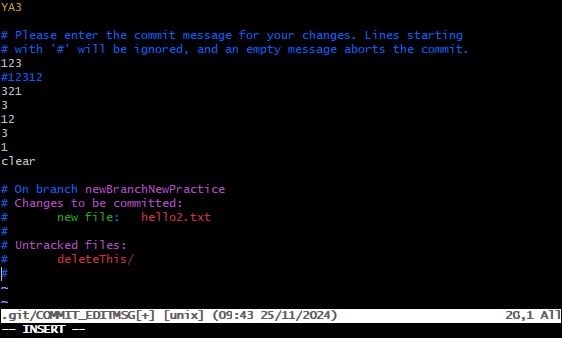 YA3
# Please enter the commit message for your changes. Lines starting
# with '#' will be ignored, and an empty message aborts the commit.
123
#12312
321
3
12
3
1
clear
# On branch newBranchNewPractice
# Changes to be committed:
#       new file:   hello2.txt
#
# Untracked files:
#       deleteThis/
#
~
~
.git/COMMIT_EDITMSG[+] [unix] (09:43 25/11/2024) 20,1 All
-- INSERT --